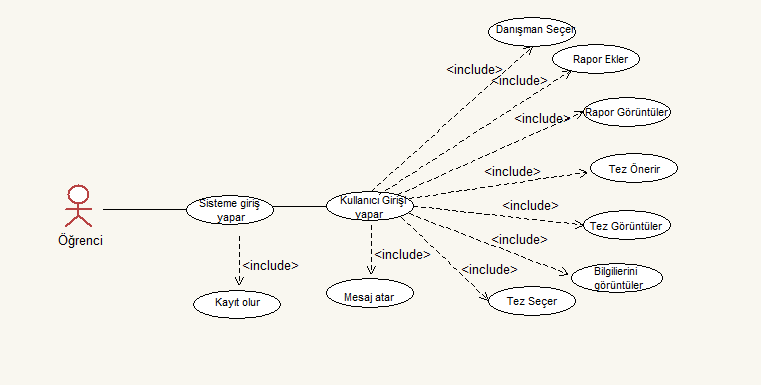 Danışman Seçer
<include>
Rapor Ekler
<include>
Rapor Görüntüler
<include>
Tez Önerir
<include>
Öğrenci
Sisteme giriş
yapar
Kullanıcı Girişi
yapar
<include>
Tez Görüntüler
<include>
<include>
Kayıt olur
<include>
Mesaj atar
<include>
Tez Seçer
Bilgilierini
görüntüler